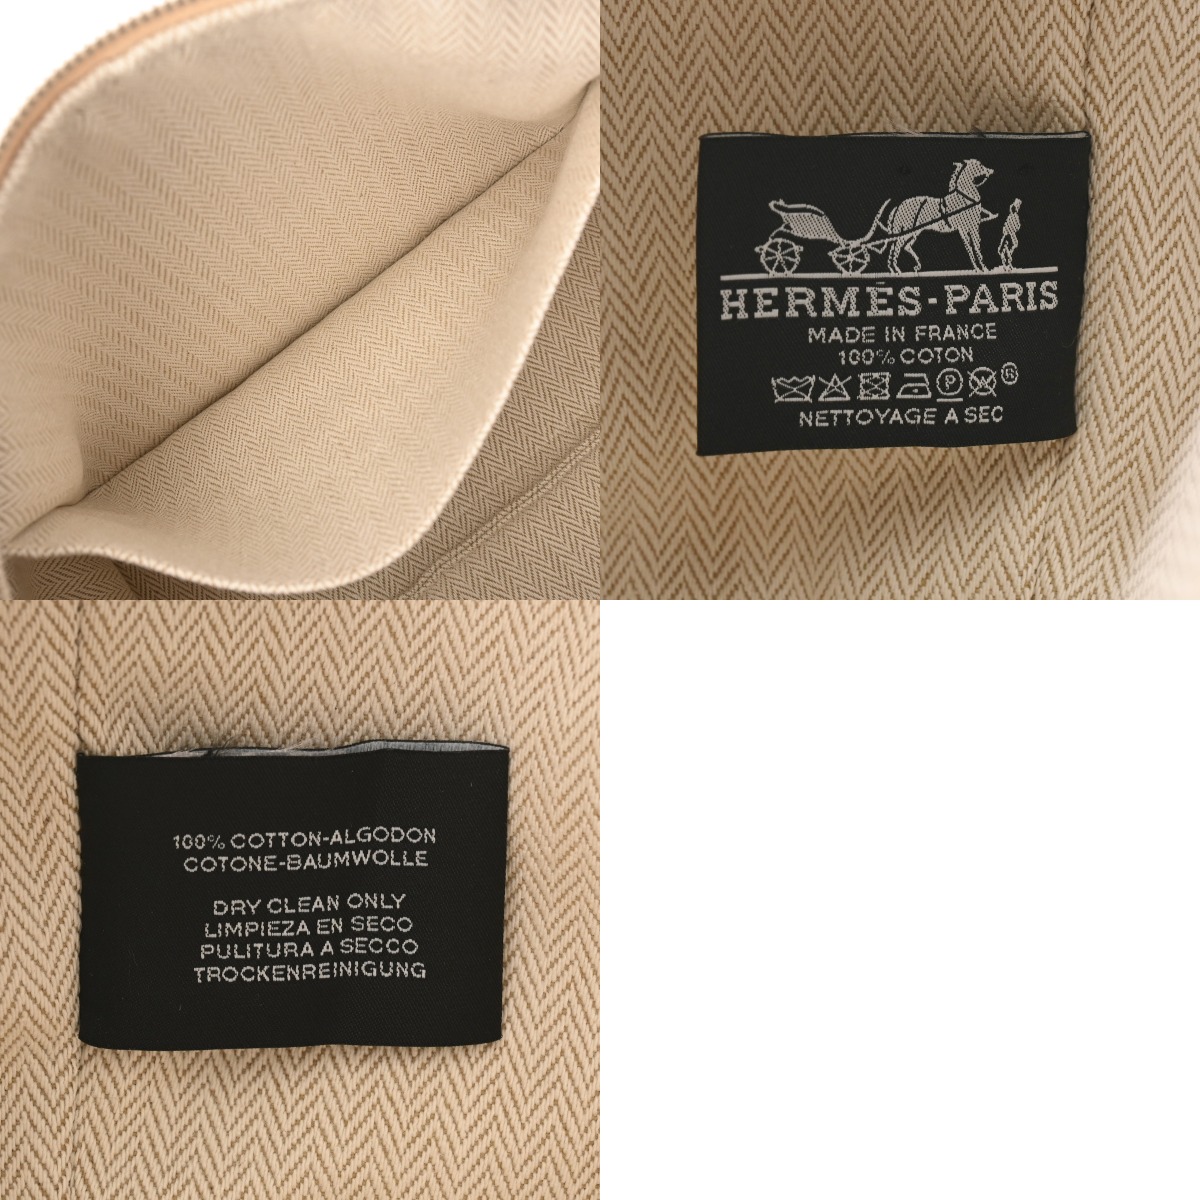 HERMES-PARIS
MADE IN FRANCE
100% COTON
P
®
NETTOYAGE A SEC
100% COTTON-ALGODON
COTONE-BAUMWOLLE
DRY CLEAN ONLY
LIMPIEZA EN SECO
PULITURA A SECCO
TROCKENREINIGUNG